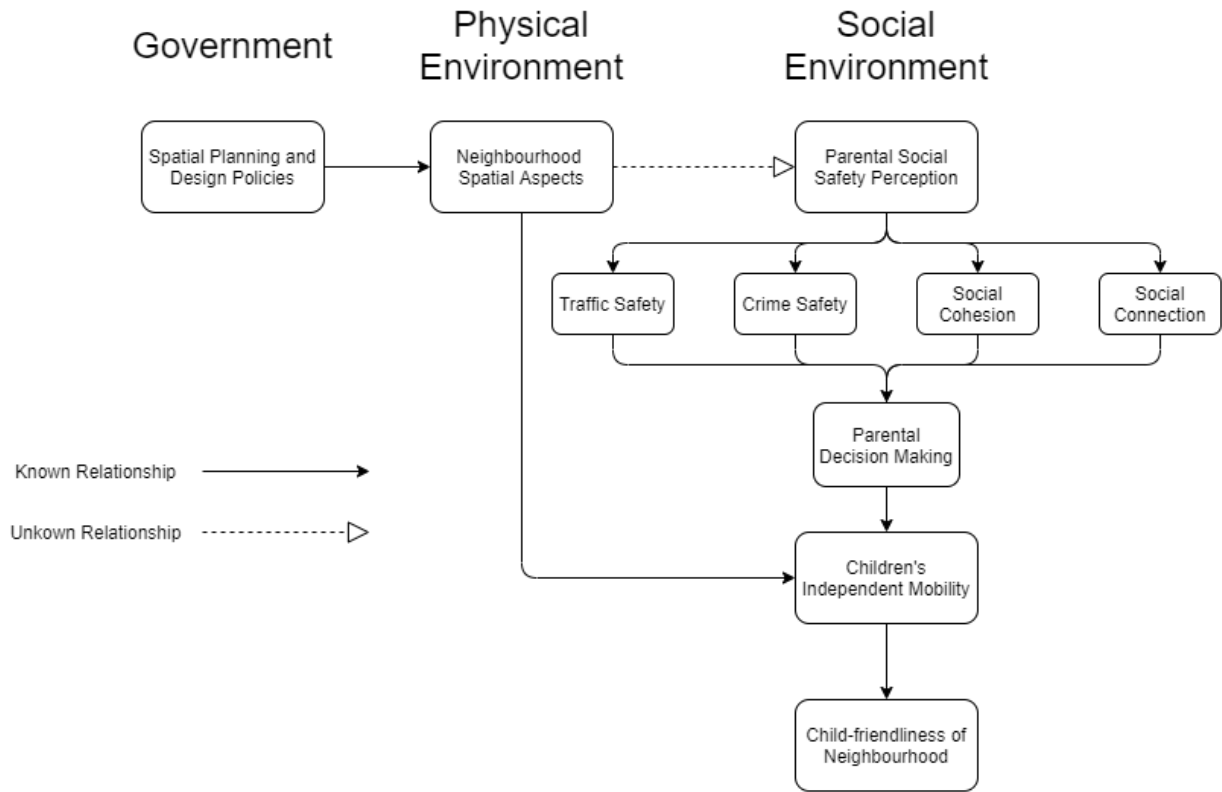 Government
Physical
Environment
Social
Environment
Spatial Planning and
Design Policies
Neighbourhood
Spatial Aspects
Parental Social
Safety Perception
Traffic Safety
Crime Safety
Social
Cohesion
Social
Connection
Parental
Decision Making
Known Relationship
Unkown Relationship
Children's
Independent Mobility
Child-friendliness of
Neighbourhood